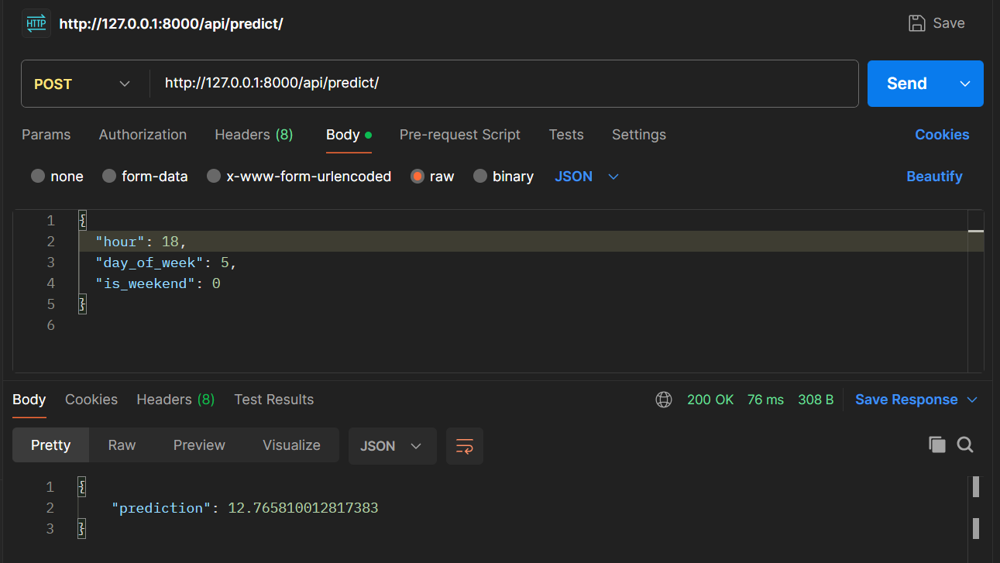 HTTP http://127.0.0.1:8000/api/predict/ Save
POST http://127.0.0.1:8000/api/predict/ Send
Params Authorization Headers (8) Body Pre-request Script Tests Settings Cookies
none form-data x-www-form-urlencoded raw binary JSON Beautify
1 {
2 "hour": 18,
3 "day_of_week": 5,
4 "is_weekend": 0
5 }
6
Body Cookies Headers (8) Test Results 200 OK 76 ms 308 B Save Response
Pretty Raw Preview Visualize JSON
1 {
2 "prediction": 12.765810012817383
3 }